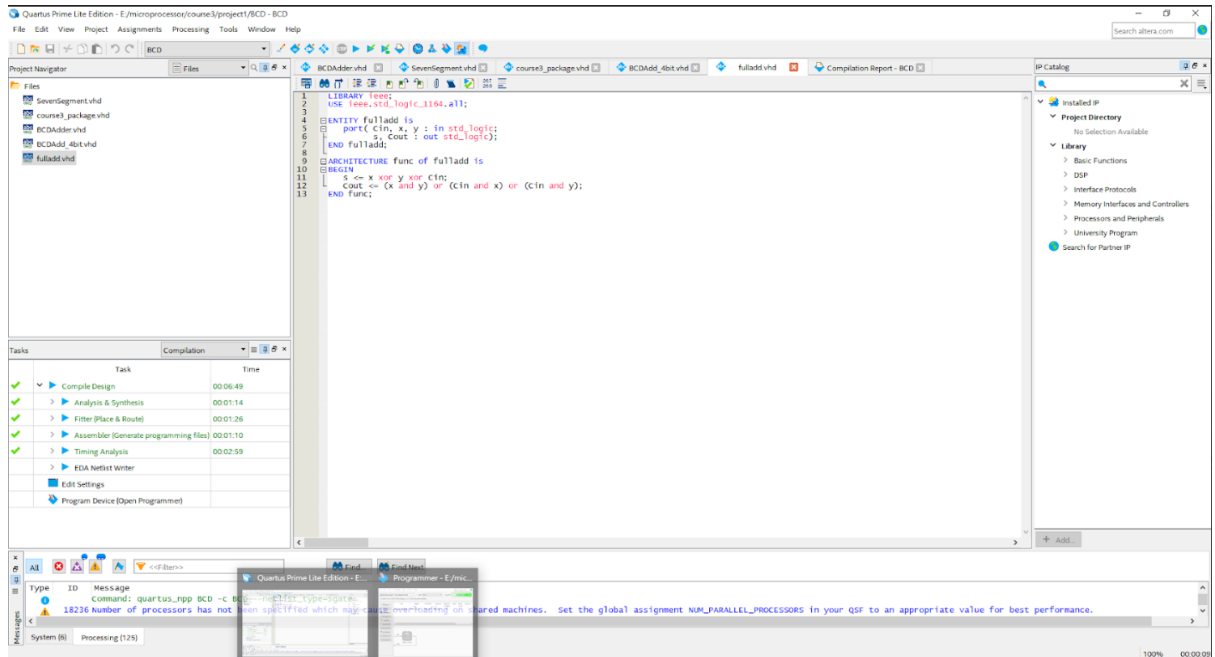 Quartus Prime Lite Edition - E:/microprocessor/course3/project1/BCD - BCD
File Edit View Project Assignments Processing Tools Window Help
Search altera.com
BCD
Project Navigator Files
Files
SevenSegment.vhd
course3_package.vhd
BCDAdder.vhd
BCDAdd_4bit.vhd
fulladd.vhd
BCDAdder.vhd SevenSegment.vhd course3_package.vhd BCDAdd_4bit.vhd fulladd.vhd Compilation Report - BCD
1 LIBRARY ieee;
2 USE ieee.std_logic_1164.all;
3
4 ENTITY fulladd is
5 port( Cin, x, y : in std_logic;
6 s, Cout : out std_logic);
7 END fulladd;
8
9 ARCHITECTURE func of fulladd is
10 BEGIN
11 s <= x xor y xor Cin;
12 Cout <= (x and y) or (Cin and x) or (Cin and y);
13 END func;
IP Catalog
Installed IP
Project Directory
No Selection Available
Library
Basic Functions
DSP
Interface Protocols
Memory Interfaces and Controllers
Processors and Peripherals
University Program
Search for Partner IP
+ Add...
Tasks Compilation
Task Time
Compile Design 00:06:49
Analysis & Synthesis 00:01:14
Fitter (Place & Route) 00:01:26
Assembler (Generate programming files) 00:01:10
Timing Analysis 00:02:59
EDA Netlist Writer
Edit Settings
Program Device (Open Programmer)
All <<Filter>> Find... Find Next
Quartus Prime Lite Edition - E:... Programmer - E:/mic...
Type ID Message
Command: quartus_npp BCD -c BCD --netlist_type=sgate
18236 Number of processors has not been specified which may cause overloading on shared machines. Set the global assignment NUM_PARALLEL_PROCESSORS in your QSF to an appropriate value for best performance.
Messages
System (6) Processing (125)
100% 00:00:09